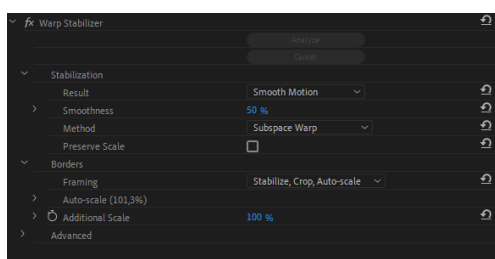 fx Warp Stabilizer
Analyze
Cancel
Stabilization
Result Smooth Motion
Smoothness 50 %
Method Subspace Warp
Preserve Scale
Borders
Framing Stabilize, Crop, Auto-scale
Auto-scale (101,3%)
Additional Scale 100 %
Advanced